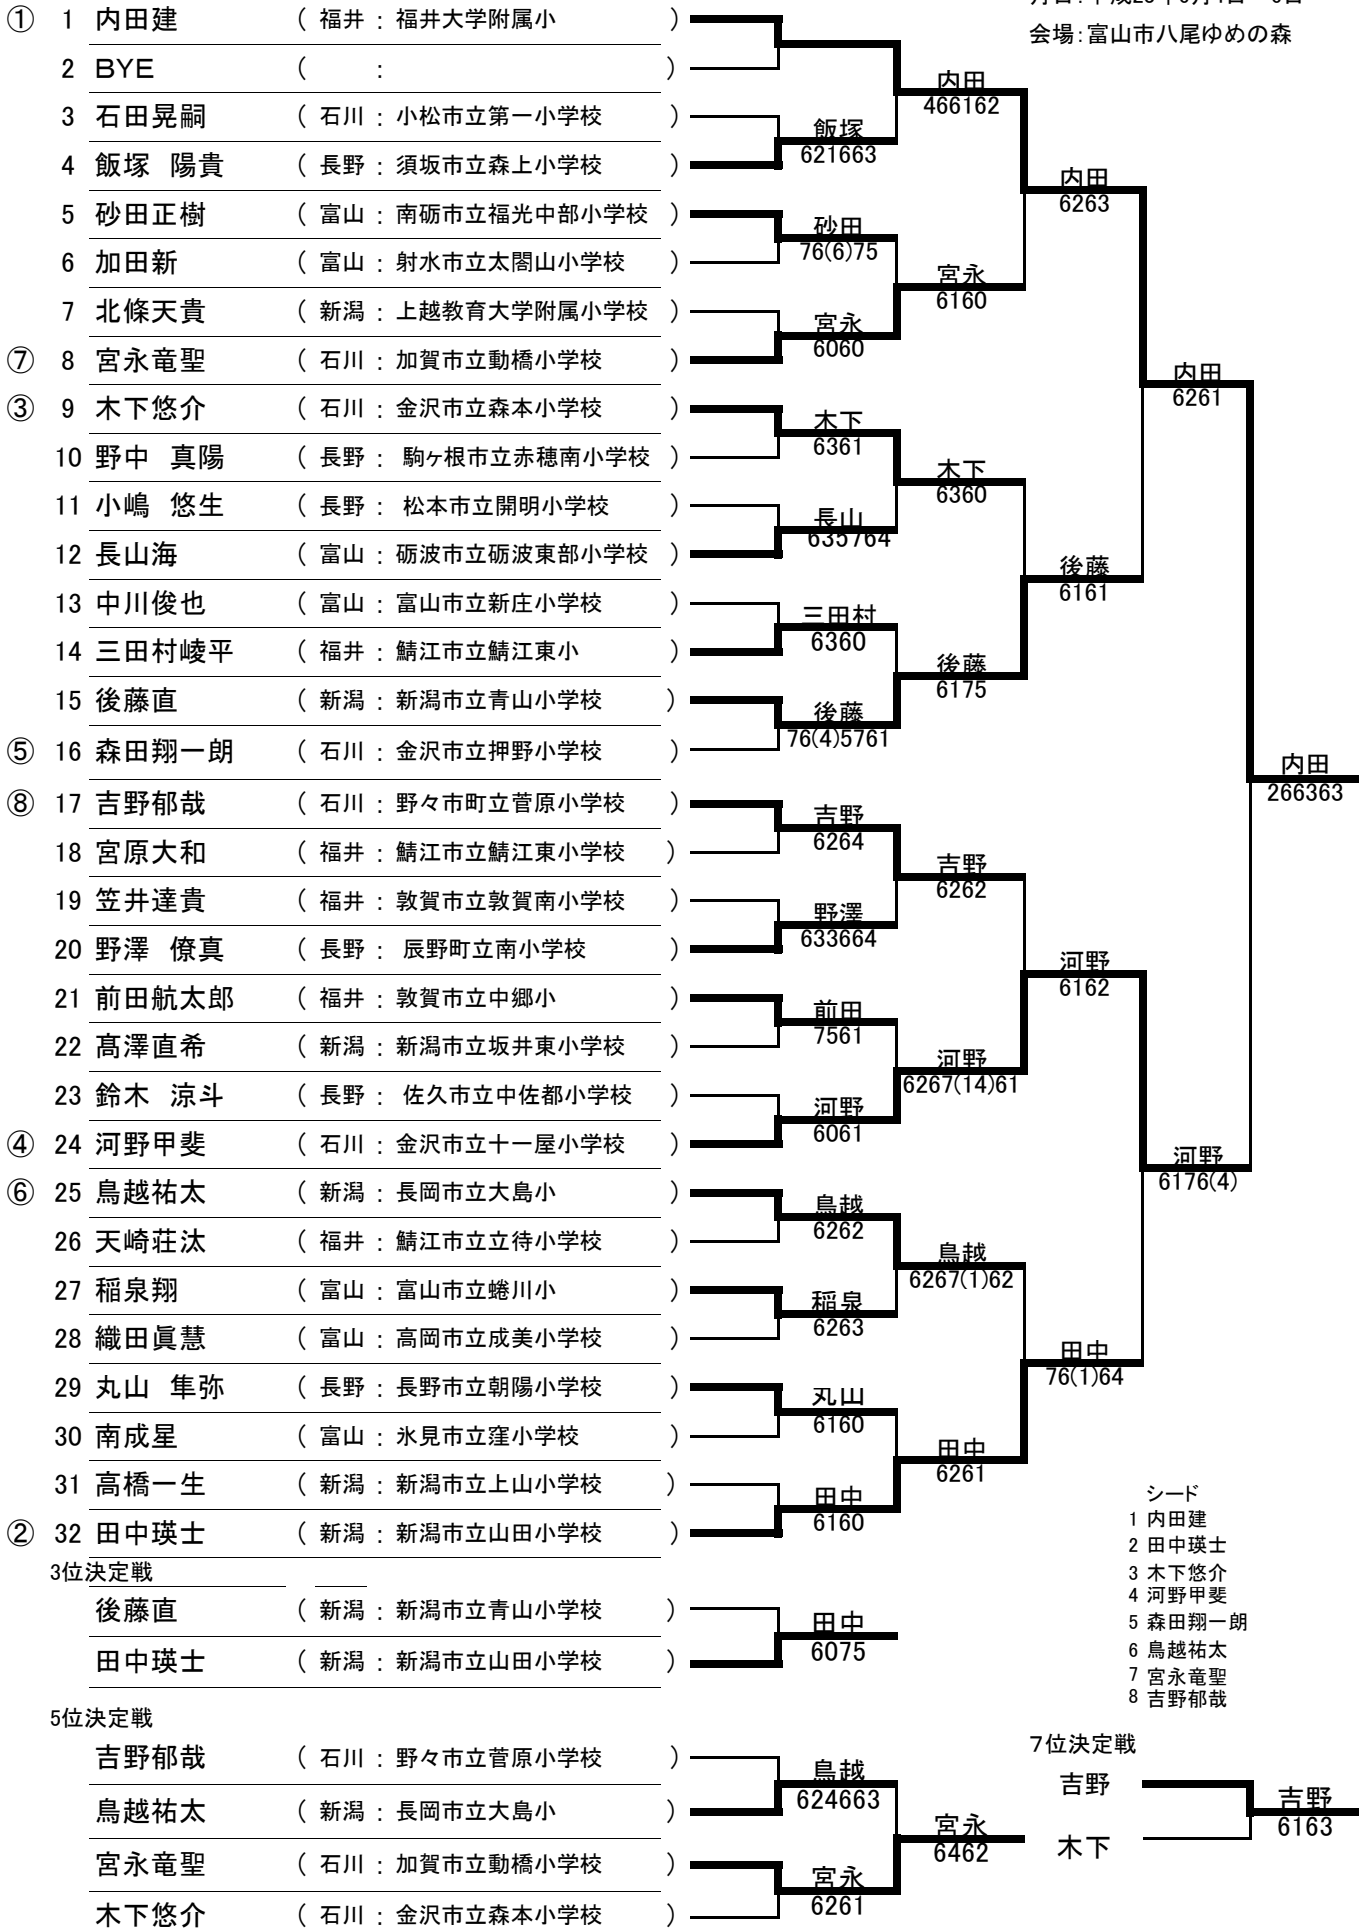 会場：富山市八尾ゆめの森
① 1 内田建 （ 福井 ： 福井大学附属小 ）
2 BYE （ ： ）
3 石田晃嗣 （ 石川 ： 小松市立第一小学校 ）
4 飯塚 陽貴 （ 長野 ： 須坂市立森上小学校 ）
5 砂田正樹 （ 富山 ： 南砺市立福光中部小学校 ）
6 加田新 （ 富山 ： 射水市立太閤山小学校 ）
7 北條天貴 （ 新潟 ： 上越教育大学附属小学校 ）
⑦ 8 宮永竜聖 （ 石川 ： 加賀市立動橋小学校 ）
③ 9 木下悠介 （ 石川 ： 金沢市立森本小学校 ）
10 野中 真陽 （ 長野 ： 駒ヶ根市立赤穂南小学校 ）
11 小嶋 悠生 （ 長野 ： 松本市立開明小学校 ）
12 長山海 （ 富山 ： 砺波市立砺波東部小学校 ）
13 中川俊也 （ 富山 ： 富山市立新庄小学校 ）
14 三田村崚平 （ 福井 ： 鯖江市立鯖江東小 ）
15 後藤直 （ 新潟 ： 新潟市立青山小学校 ）
⑤ 16 森田翔一朗 （ 石川 ： 金沢市立押野小学校 ）
⑧ 17 吉野郁哉 （ 石川 ： 野々市町立菅原小学校 ）
18 宮原大和 （ 福井 ： 鯖江市立鯖江東小学校 ）
19 笠井達貴 （ 福井 ： 敦賀市立敦賀南小学校 ）
20 野澤 僚真 （ 長野 ： 辰野町立南小学校 ）
21 前田航太郎 （ 福井 ： 敦賀市立中郷小 ）
22 髙澤直希 （ 新潟 ： 新潟市立坂井東小学校 ）
23 鈴木 涼斗 （ 長野 ： 佐久市立中佐都小学校 ）
④ 24 河野甲斐 （ 石川 ： 金沢市立十一屋小学校 ）
⑥ 25 鳥越祐太 （ 新潟 ： 長岡市立大島小 ）
26 天崎荘汰 （ 福井 ： 鯖江市立立待小学校 ）
27 稲泉翔 （ 富山 ： 富山市立蜷川小 ）
28 織田眞慧 （ 富山 ： 高岡市立成美小学校 ）
29 丸山 隼弥 （ 長野 ： 長野市立朝陽小学校 ）
30 南成星 （ 富山 ： 氷見市立窪小学校 ）
31 高橋一生 （ 新潟 ： 新潟市立上山小学校 ）
② 32 田中瑛士 （ 新潟 ： 新潟市立山田小学校 ）
飯塚
621663
砂田
76(6)75
宮永
6060
木下
6361
長山
635764
三田村
6360
後藤
76(4)5761
吉野
6264
野澤
633664
前田
7561
河野
6061
鳥越
6262
稲泉
6263
丸山
6160
田中
6160
内田
466162
宮永
6160
木下
6360
後藤
6175
吉野
6262
河野
6267(14)61
鳥越
6267(1)62
田中
6261
内田
6263
後藤
6161
河野
6162
田中
76(1)64
内田
6261
河野
6176(4)
内田
266363
シード
1 内田建
2 田中瑛士
3 木下悠介
4 河野甲斐
5 森田翔一朗
6 鳥越祐太
7 宮永竜聖
8 吉野郁哉
3位決定戦
後藤直 （ 新潟 ： 新潟市立青山小学校 ）
田中瑛士 （ 新潟 ： 新潟市立山田小学校 ）
田中
6075
5位決定戦
吉野郁哉 （ 石川 ： 野々市立菅原小学校 ）
鳥越祐太 （ 新潟 ： 長岡市立大島小 ）
宮永竜聖 （ 石川 ： 加賀市立動橋小学校 ）
木下悠介 （ 石川 ： 金沢市立森本小学校 ）
鳥越
624663
宮永
6261
宮永
6462
7位決定戦
吉野
木下
吉野
6163